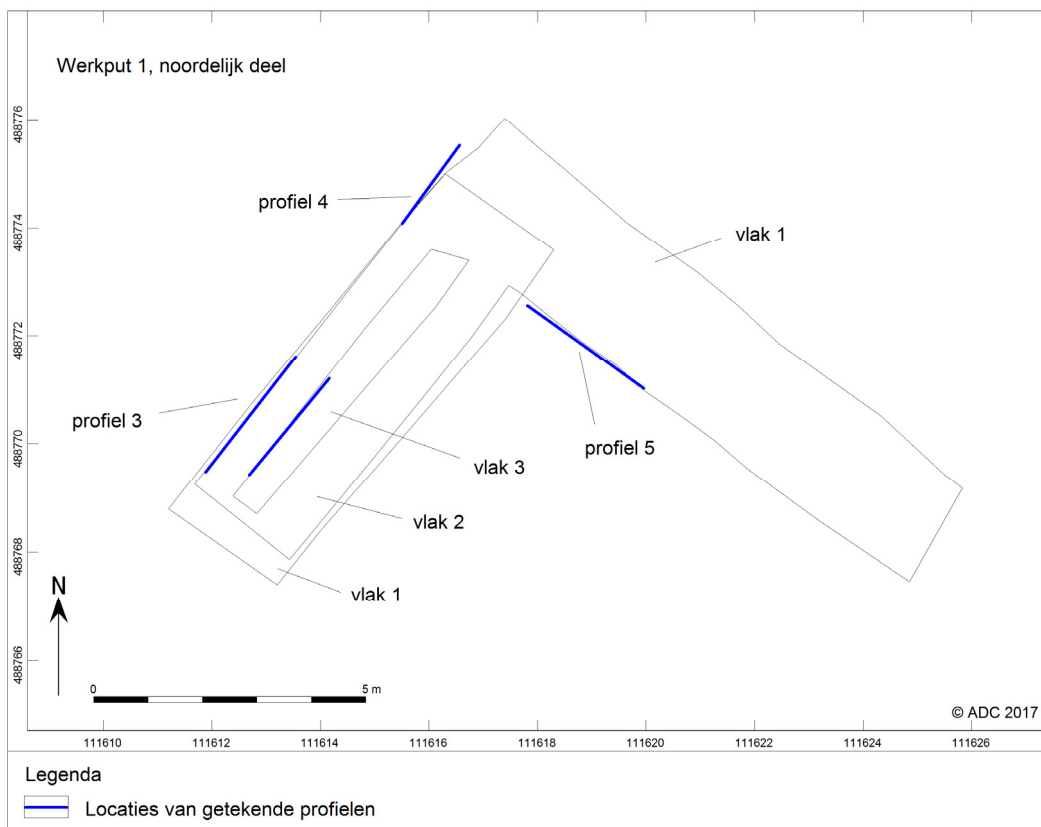 Werkput 1, noordelijk deel
488776
profiel 4
488774
vlak 1
488772
profiel 3
profiel 5
488770
vlak 3
vlak 2
488768
vlak 1
N
488766
0
5 m
© ADC 2017
111610
111612
111614
111616
111618
111620
111622
111624
111626
Legenda
Locaties van getekende profielen